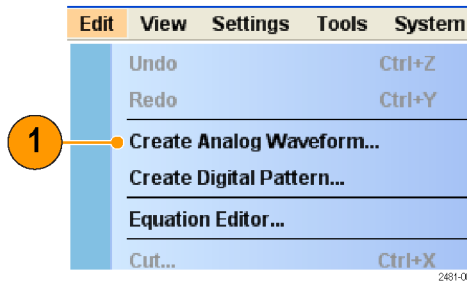 Edit View Settings Tools System
Undo Ctrl+Z
Redo Ctrl+Y
1
Create Analog Waveform...
Create Digital Pattern...
Equation Editor...
Cut... Ctrl+X